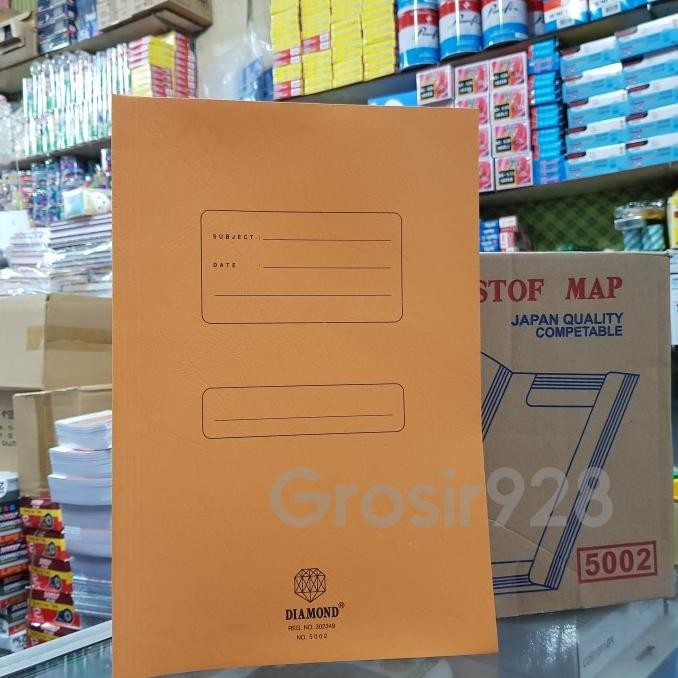 SUBJECT :
DATE :
DIAMOND®
REG. NO. 302349
NO. 5002
STOF MAP
JAPAN QUALITY
COMPETABLE
5002
Grosir928